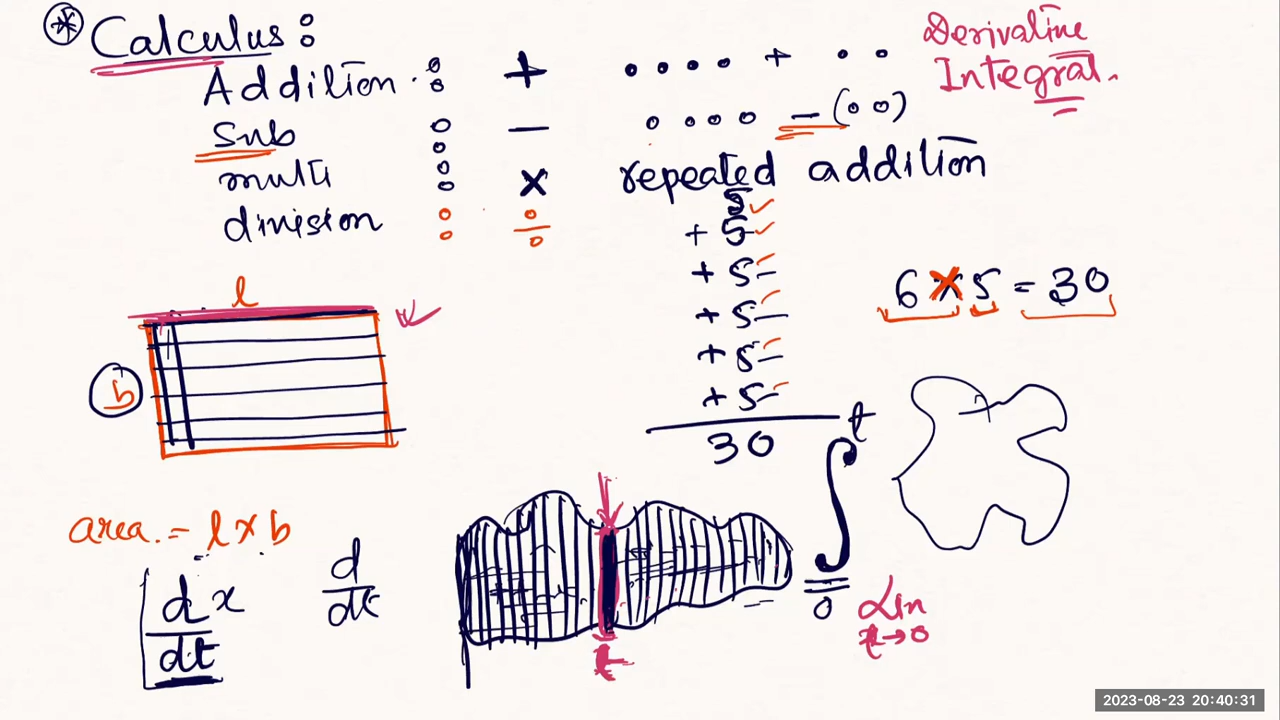 Calculus:
Derivative
Integral.
Addition : +
+
Sub : −
− ( )
multi : ×
repeated addition
division : ÷
5
+ 5
+ 5
+ 5
+ 5
+ 5
30
6 × 5 = 30
l
b
area = l × b
d x
dt
d
dt
t
∫
0
Lim
t→0
t
2023-08-23 20:40:31